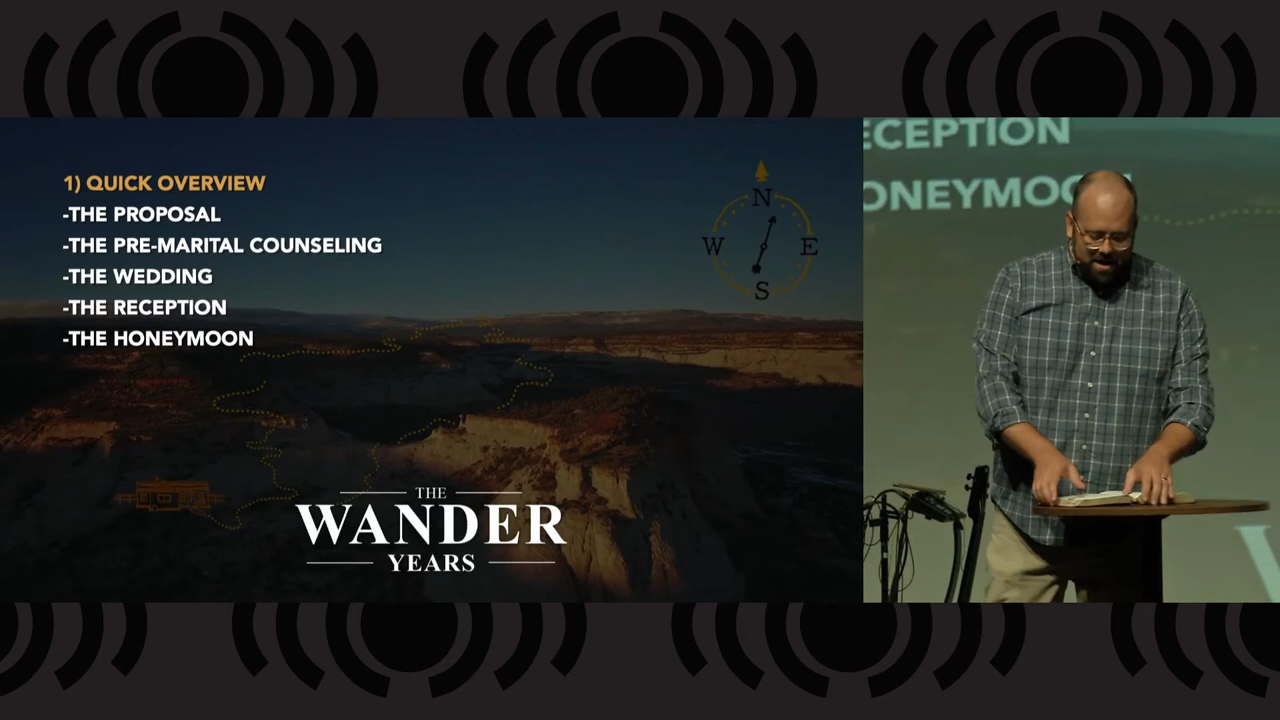 1) QUICK OVERVIEW
-THE PROPOSAL
-THE PRE-MARITAL COUNSELING
-THE WEDDING
-THE RECEPTION
-THE HONEYMOON
N
W E
S
THE
WANDER
YEARS
ECEPTION
ONEYMOO